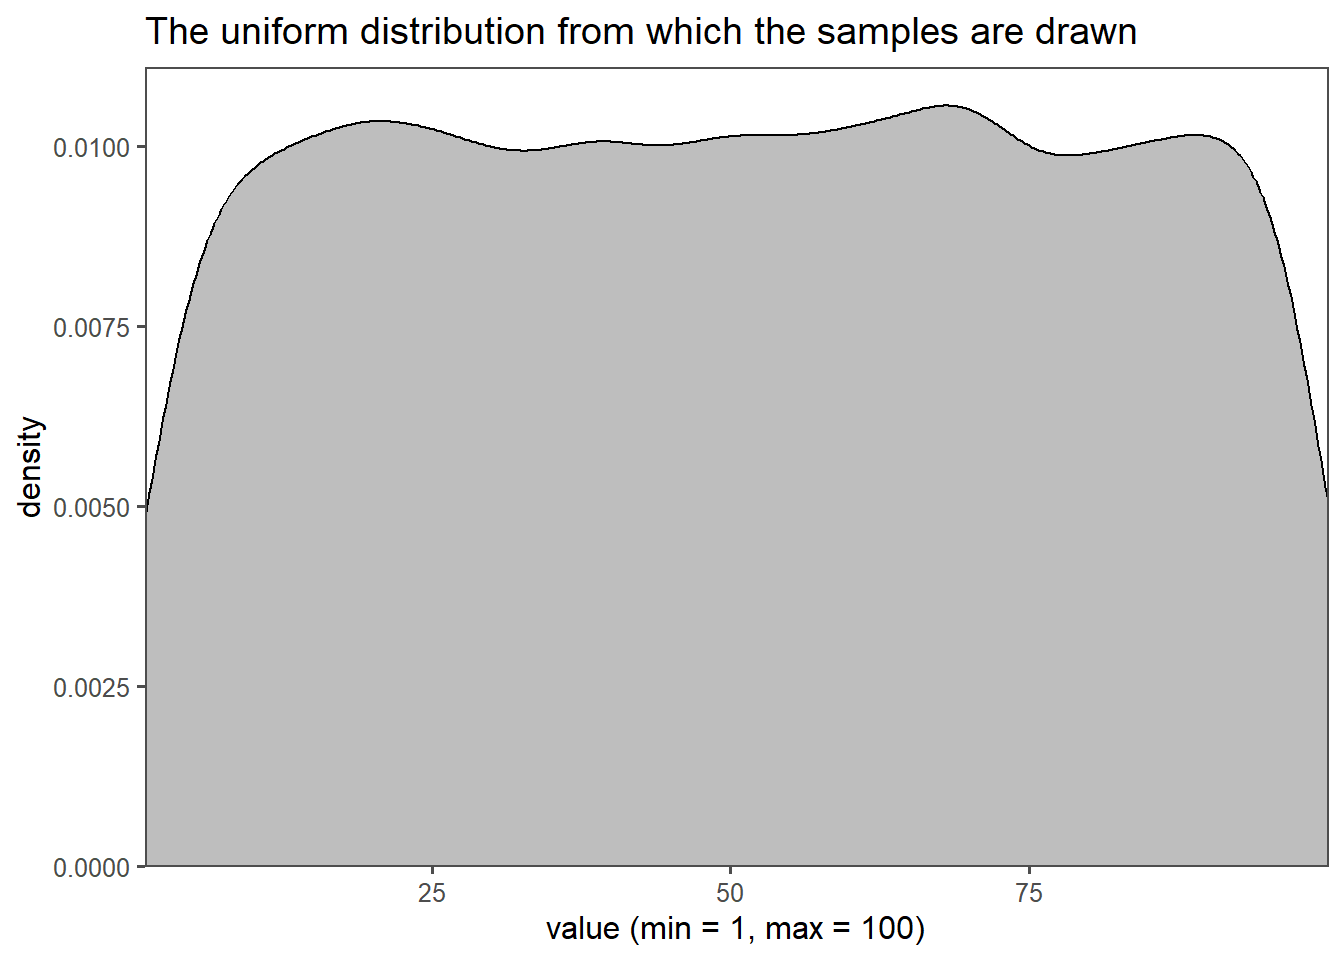 The uniform distribution from which the samples are drawn
density
0.0100
0.0075
0.0050
0.0025
0.0000
25 50 75
value (min = 1, max = 100)